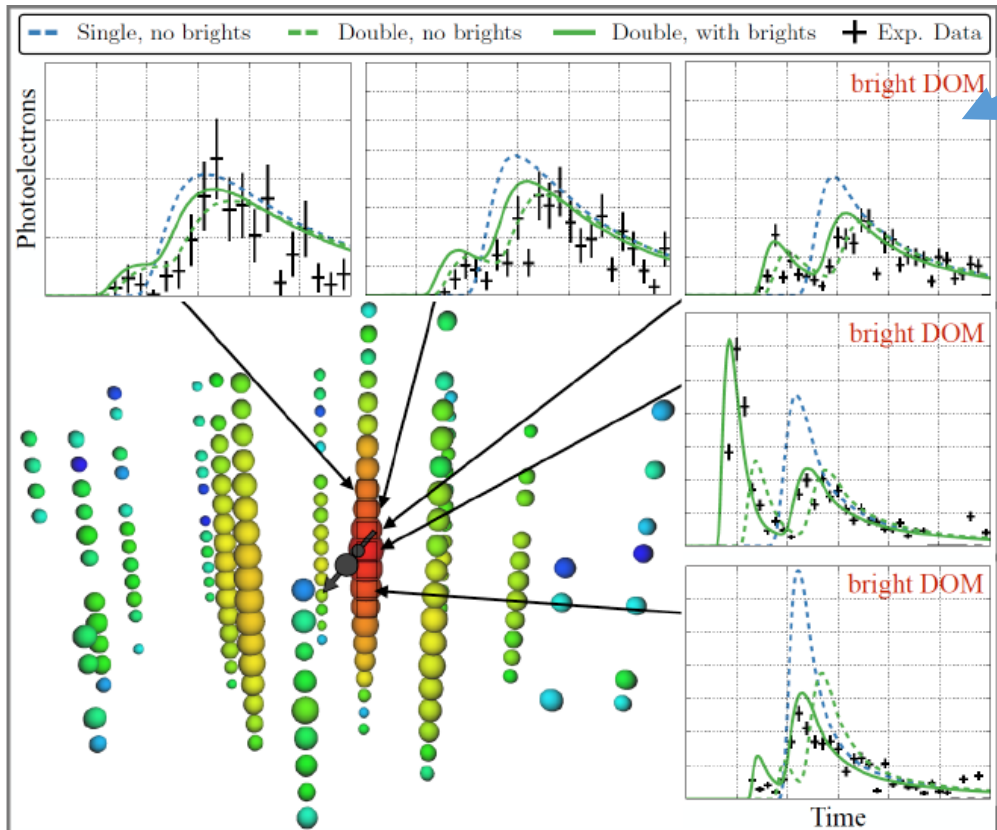 Single, no brights Double, no brights Double, with brights Exp. Data
Photoelectrons
bright DOM
bright DOM
bright DOM
Time